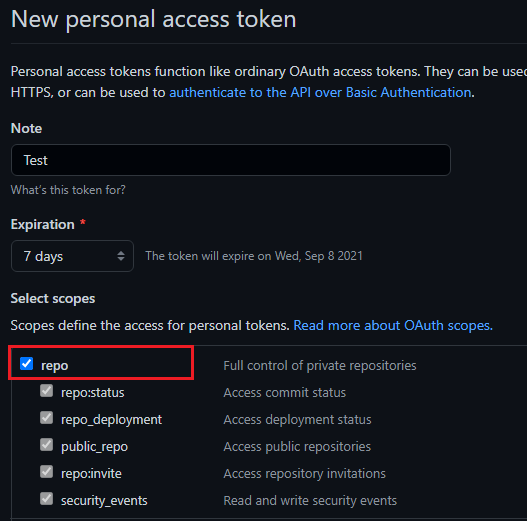 New personal access token
Personal access tokens function like ordinary OAuth access tokens. They can be used
HTTPS, or can be used to authenticate to the API over Basic Authentication.
Note
Test
What's this token for?
Expiration *
7 days The token will expire on Wed, Sep 8 2021
Select scopes
Scopes define the access for personal tokens. Read more about OAuth scopes.
repo Full control of private repositories
repo:status Access commit status
repo_deployment Access deployment status
public_repo Access public repositories
repo:invite Access repository invitations
security_events Read and write security events